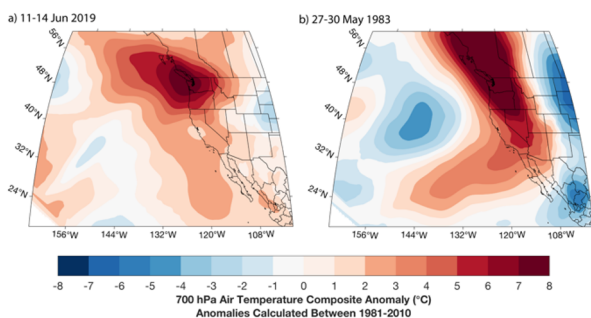 a) 11-14 Jun 2019
b) 27-30 May 1983
56°N
48°N
40°N
32°N
24°N
156°W 144°W 132°W 120°W 108°W
56°N
48°N
40°N
32°N
24°N
156°W 144°W 132°W 120°W 108°W
-8 -7 -6 -5 -4 -3 -2 -1 0 1 2 3 4 5 6 7 8
700 hPa Air Temperature Composite Anomaly (°C)
Anomalies Calculated Between 1981-2010